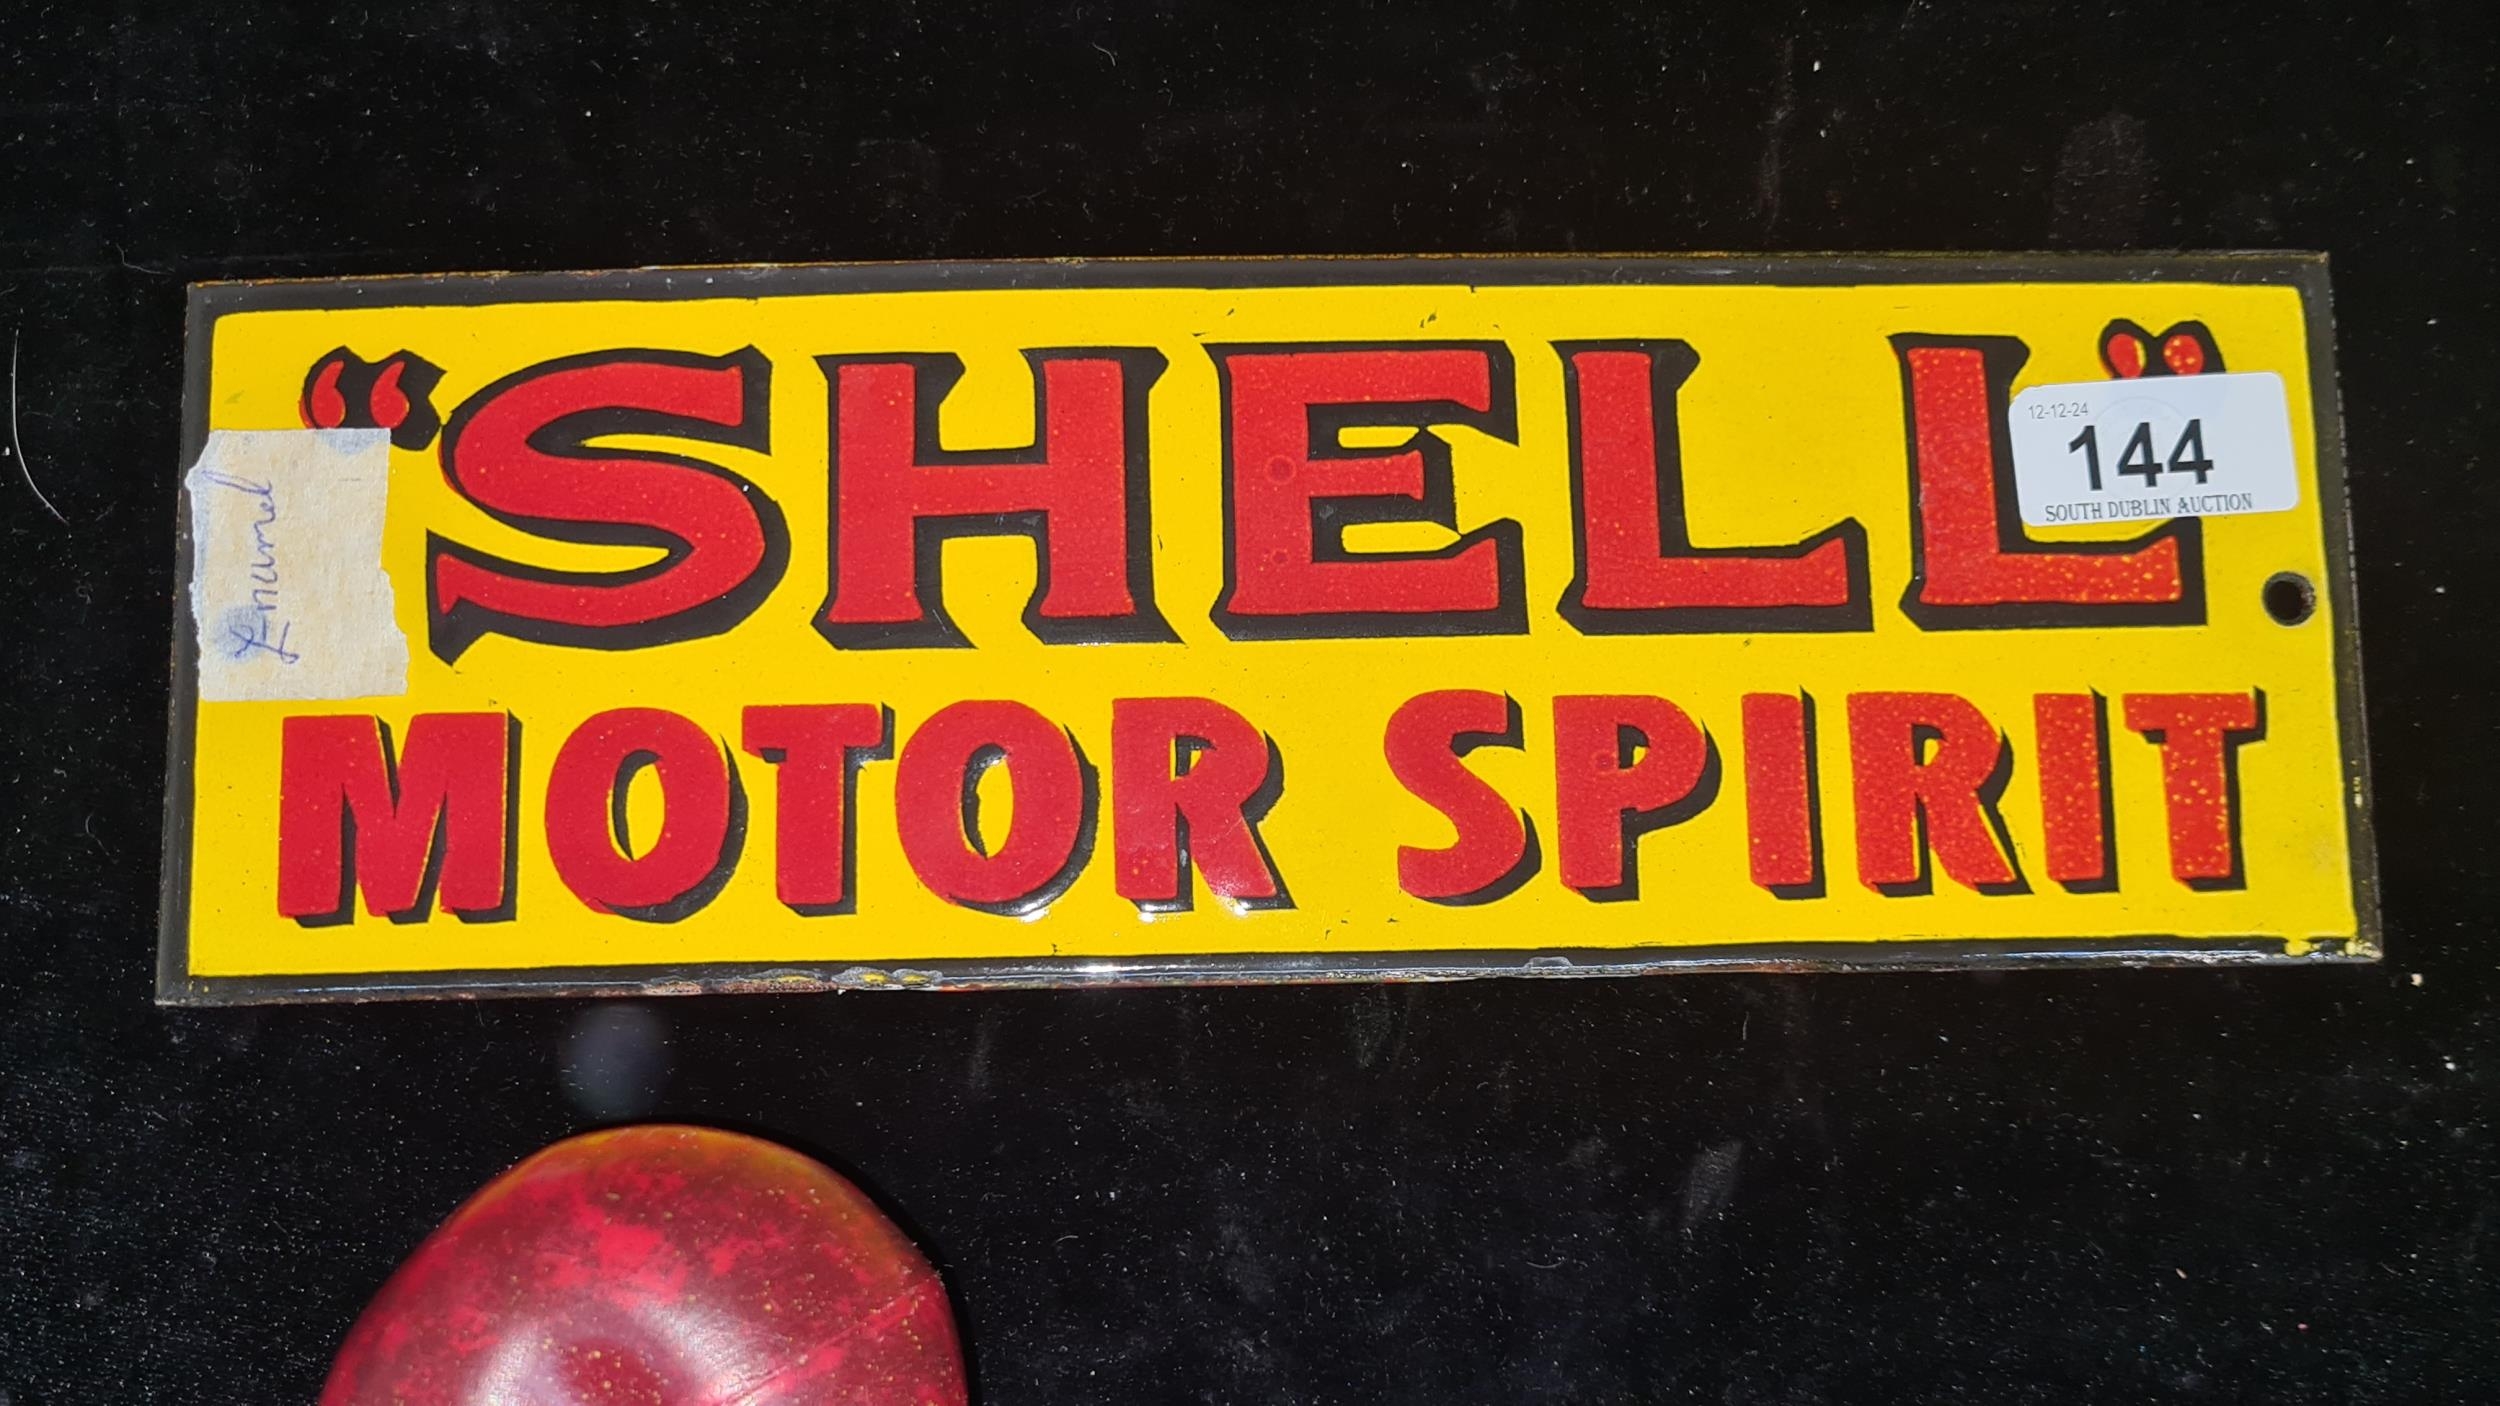 "SHELL"
MOTOR SPIRIT
Enamel
12-12-24
144
SOUTH DUBLIN AUCTION